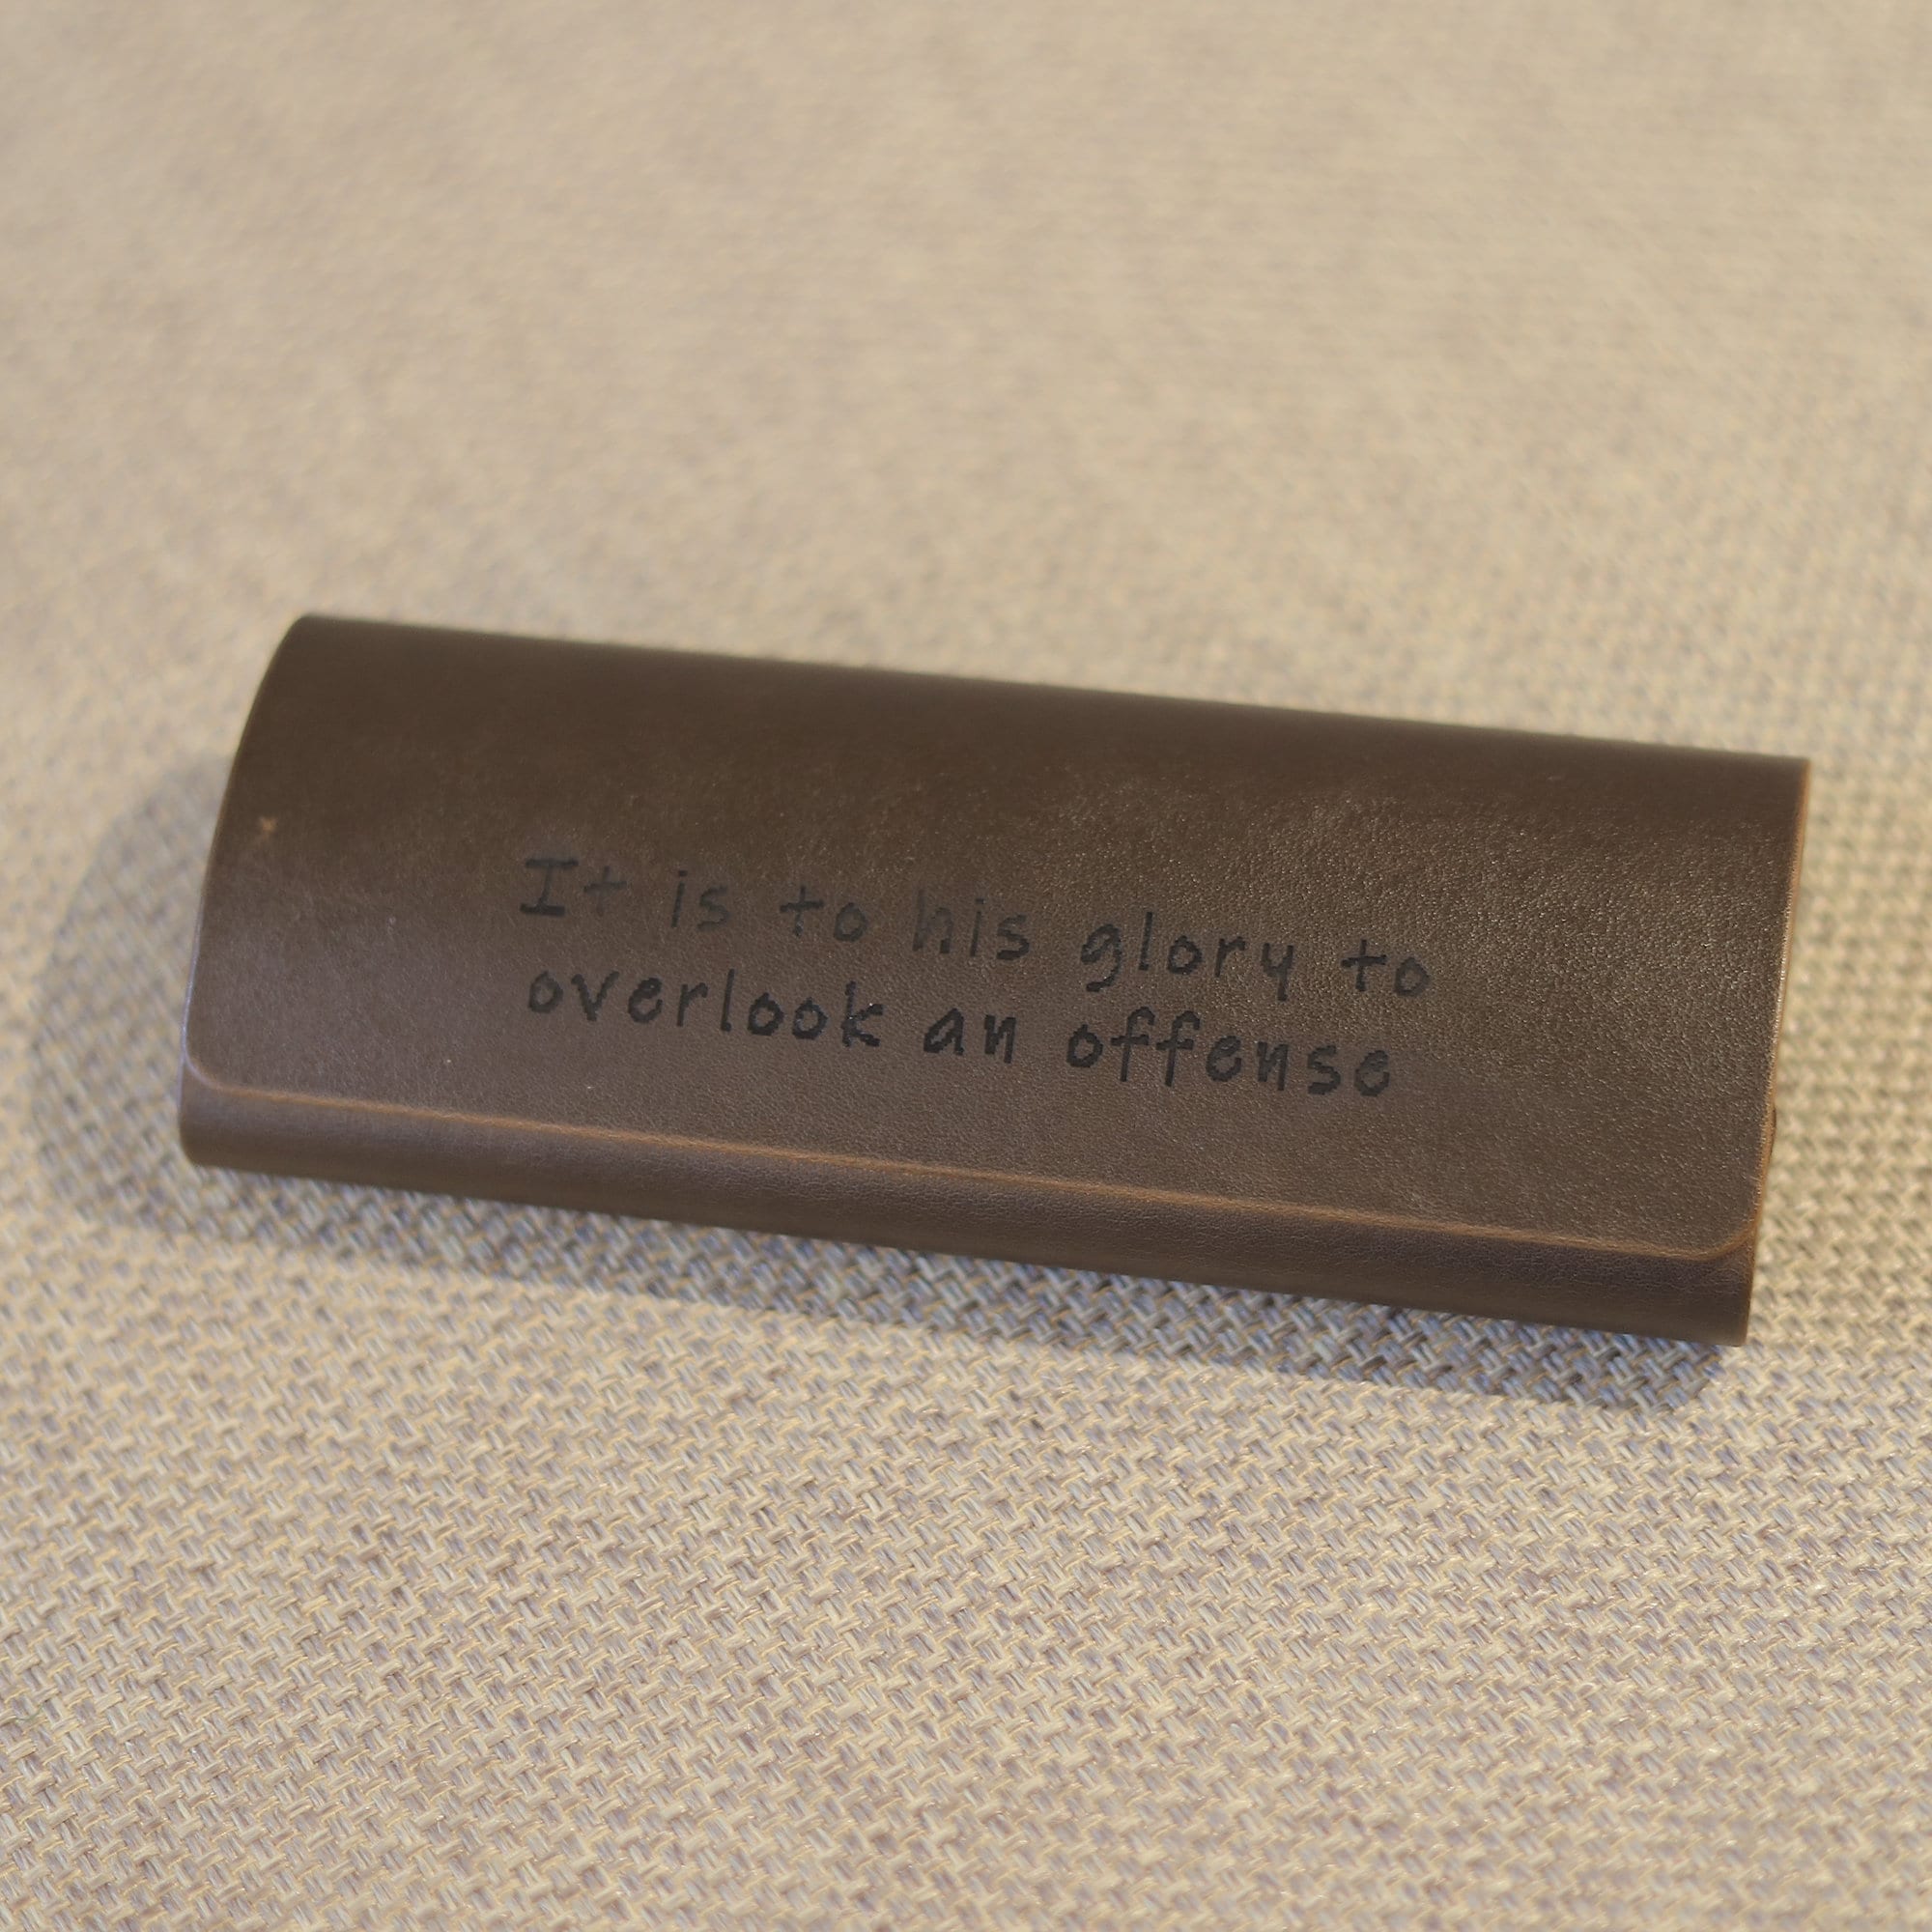 It is to his glory to
overlook an offense